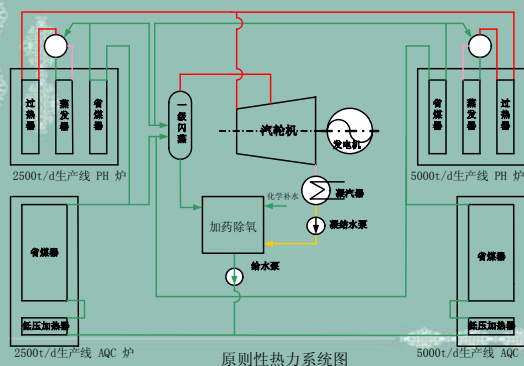 过热器
蒸发器
省煤器
2500t/d生产线 PH 炉
一级闪蒸
汽轮机
发电机
省煤器
蒸发器
过热器
5000t/d生产线 PH 炉
化学补水
凝汽器
加药除氧
凝结水泵
给水泵
省煤器
低压加热器
2500t/d生产线 AQC 炉
省煤器
低压加热器
5000t/d生产线 AQC
原则性热力系统图